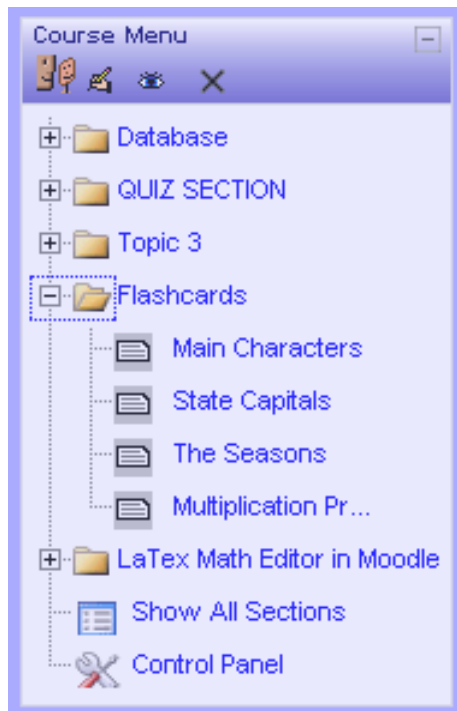 Course Menu
Database
QUIZ SECTION
Topic 3
Flashcards
Main Characters
State Capitals
The Seasons
Multiplication Pr...
LaTex Math Editor in Moodle
Show All Sections
Control Panel